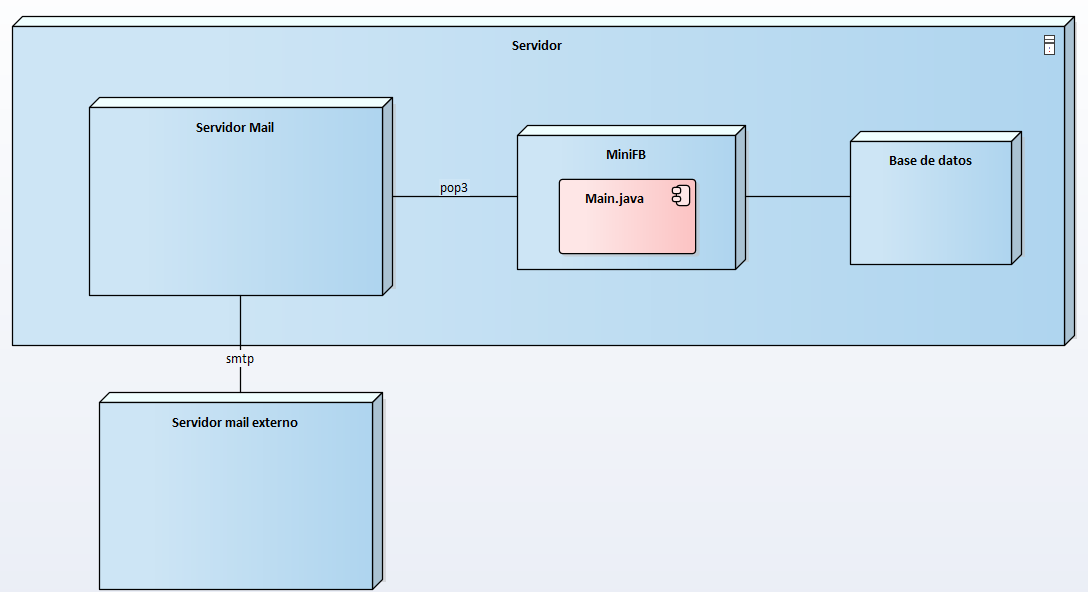 Servidor
Servidor Mail
MiniFB
Base de datos
pop3
Main.java
smtp
Servidor mail externo